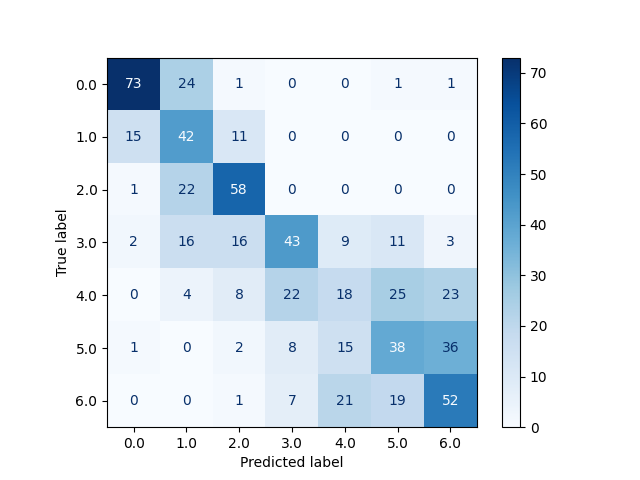 0.0 73 24 1 0 0 1 1
1.0 15 42 11 0 0 0 0
2.0 1 22 58 0 0 0 0
3.0 2 16 16 43 9 11 3
4.0 0 4 8 22 18 25 23
5.0 1 0 2 8 15 38 36
6.0 0 0 1 7 21 19 52
0.0 1.0 2.0 3.0 4.0 5.0 6.0
Predicted label
True label
70
60
50
40
30
20
10
0